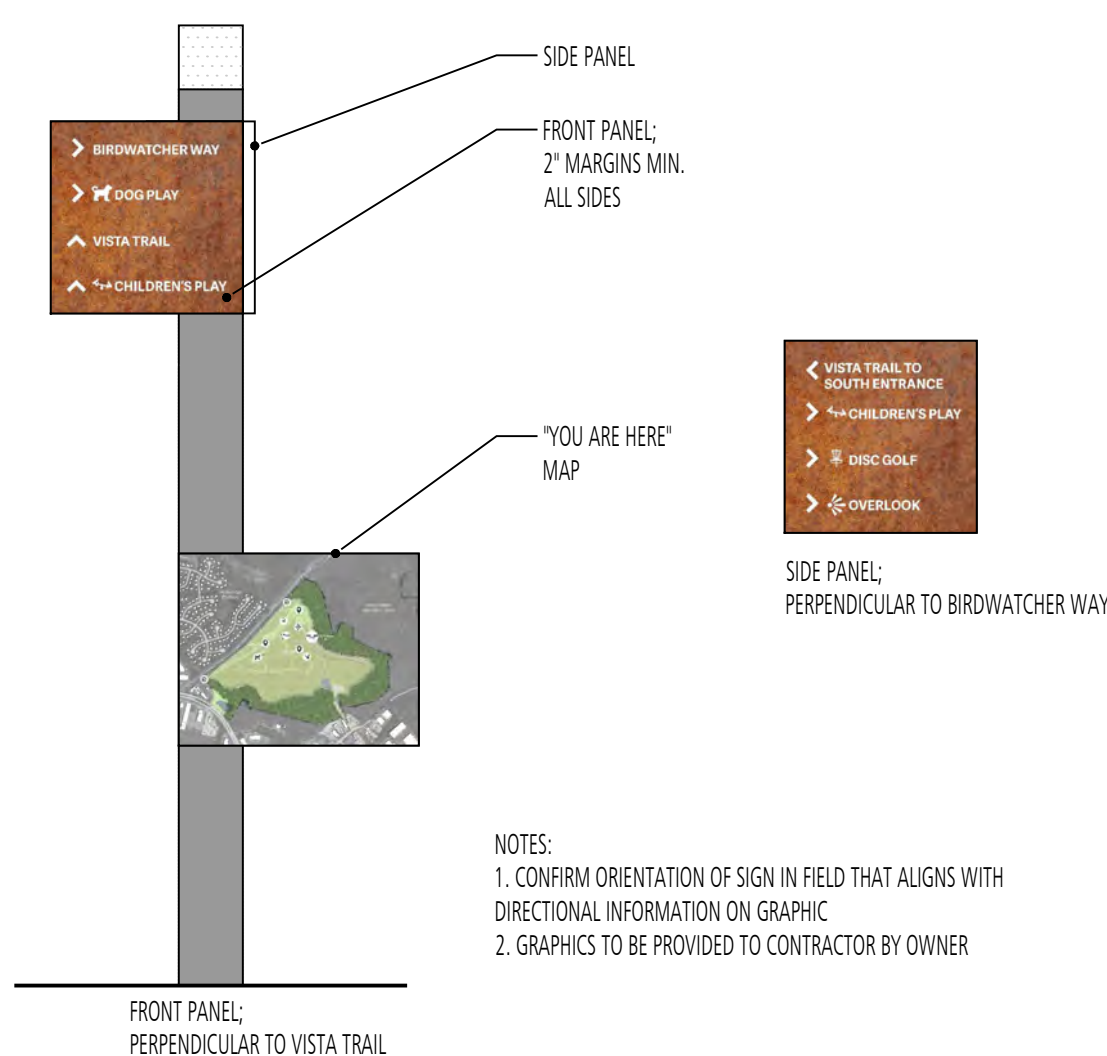 SIDE PANEL
FRONT PANEL;
2" MARGINS MIN.
ALL SIDES
BIRDWATCHER WAY
DOG PLAY
VISTA TRAIL
CHILDREN'S PLAY
"YOU ARE HERE"
MAP
VISTA TRAIL TO
SOUTH ENTRANCE
CHILDREN'S PLAY
DISC GOLF
OVERLOOK
SIDE PANEL;
PERPENDICULAR TO BIRDWATCHER WAY
NOTES:
1. CONFIRM ORIENTATION OF SIGN IN FIELD THAT ALIGNS WITH
DIRECTIONAL INFORMATION ON GRAPHIC
2. GRAPHICS TO BE PROVIDED TO CONTRACTOR BY OWNER
FRONT PANEL;
PERPENDICULAR TO VISTA TRAIL